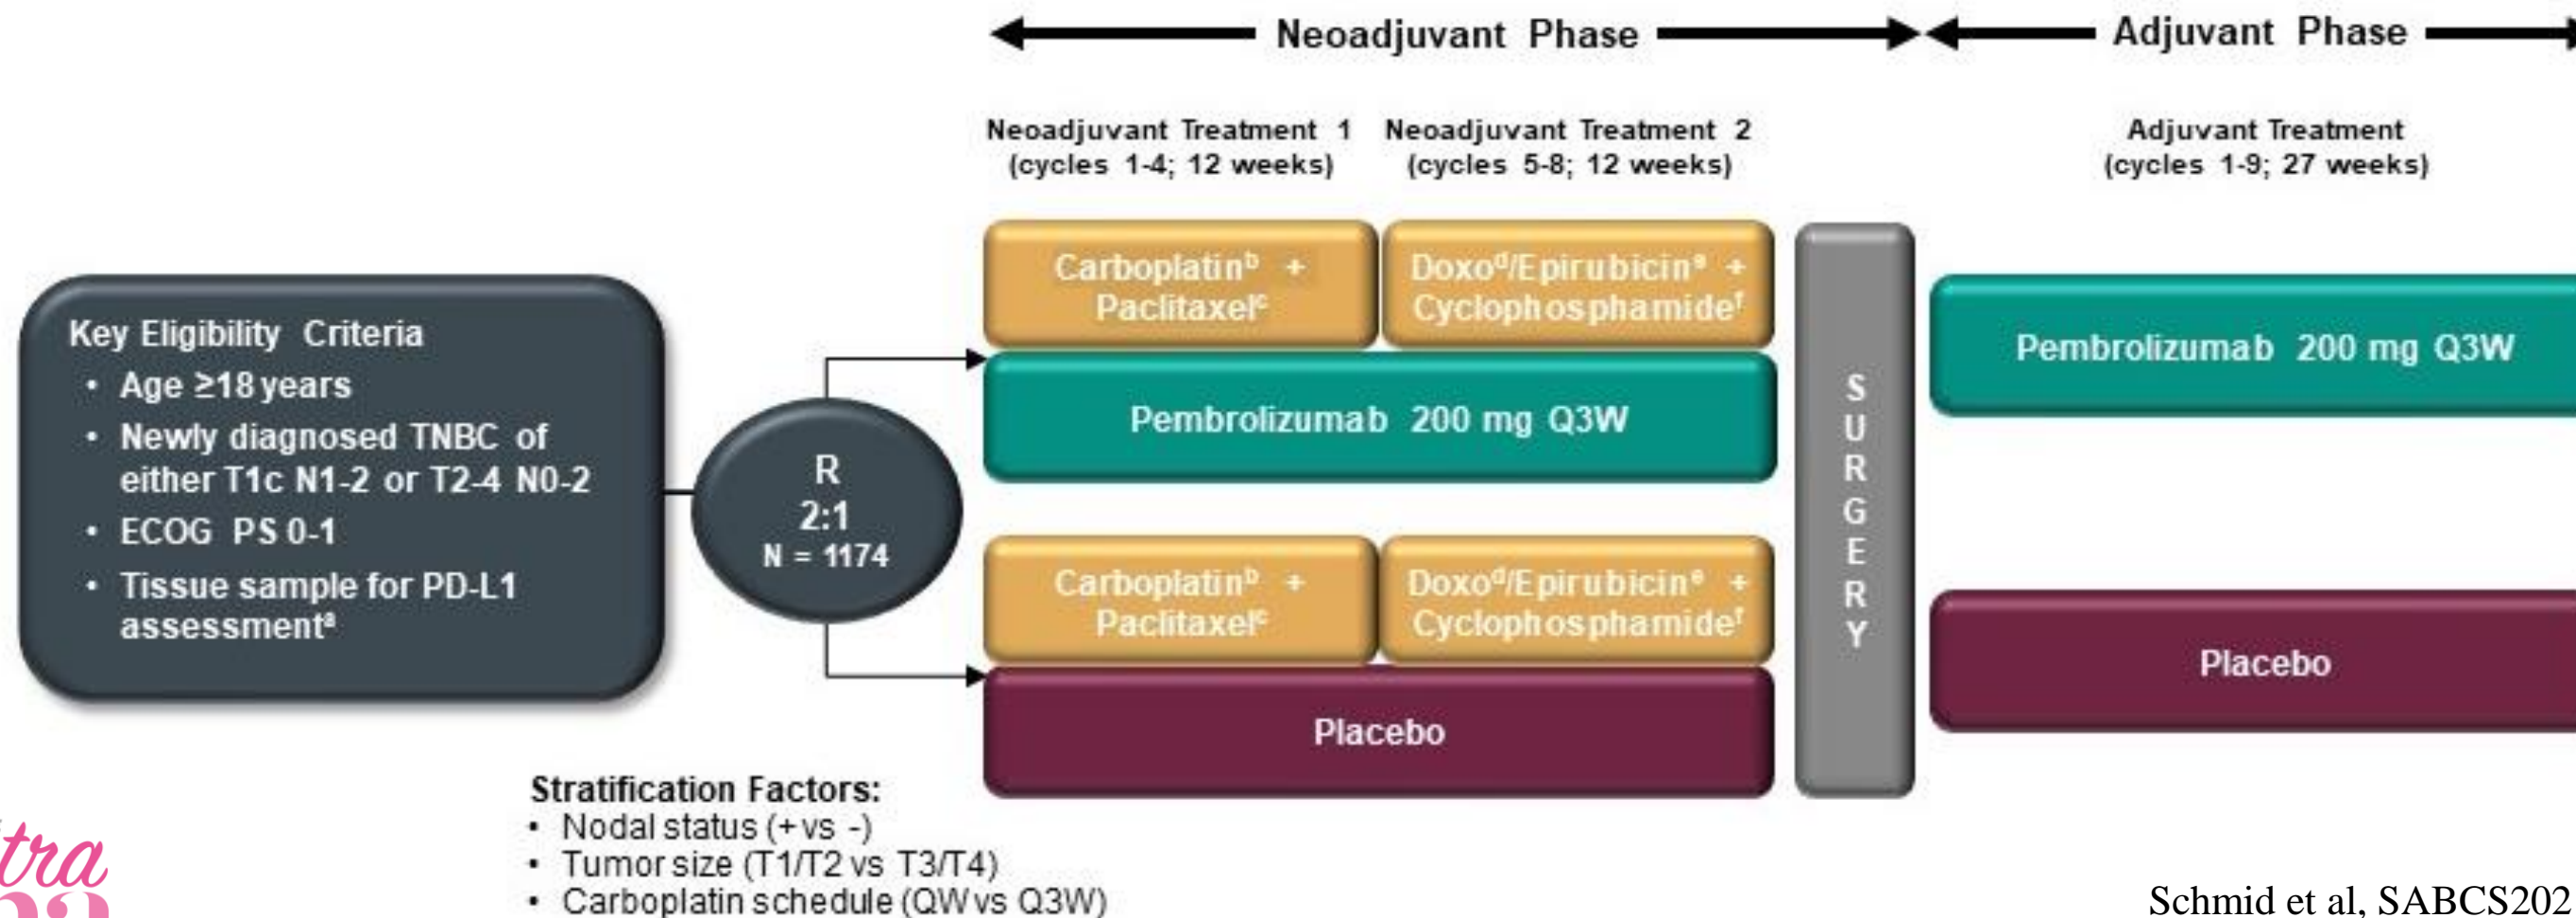 Neoadjuvant Phase
Adjuvant Phase
Neoadjuvant Treatment 1
(cycles 1-4; 12 weeks)
Neoadjuvant Treatment 2
(cycles 5-8; 12 weeks)
Adjuvant Treatment
(cycles 1-9; 27 weeks)
Key Eligibility Criteria
• Age ≥18 years
• Newly diagnosed TNBC of
either T1c N1-2 or T2-4 N0-2
• ECOG PS 0-1
• Tissue sample for PD-L1
assessmentᵃ
R
2:1
N = 1174
Carboplatinᵇ +
Paclitaxelᶜ
Doxoᵈ/Epirubicinᵉ +
Cyclophosphamideᶠ
Pembrolizumab 200 mg Q3W
Carboplatinᵇ +
Paclitaxelᶜ
Doxoᵈ/Epirubicinᵉ +
Cyclophosphamideᶠ
Placebo
SURGERY
Pembrolizumab 200 mg Q3W
Placebo
Stratification Factors:
• Nodal status (+ vs -)
• Tumor size (T1/T2 vs T3/T4)
• Carboplatin schedule (QW vs Q3W)
Schmid et al, SABCS202